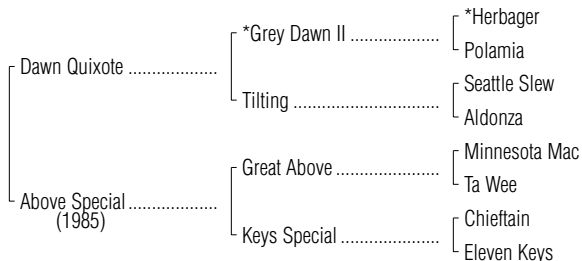 *Herbager
*Grey Dawn II ....................
Polamia
Dawn Quixote ....................
Seattle Slew
Tilting .................................
Aldonza
Minnesota Mac
Great Above .......................
Ta Wee
Above Special....................
(1985)
Chieftain
Keys Special ......................
Eleven Keys